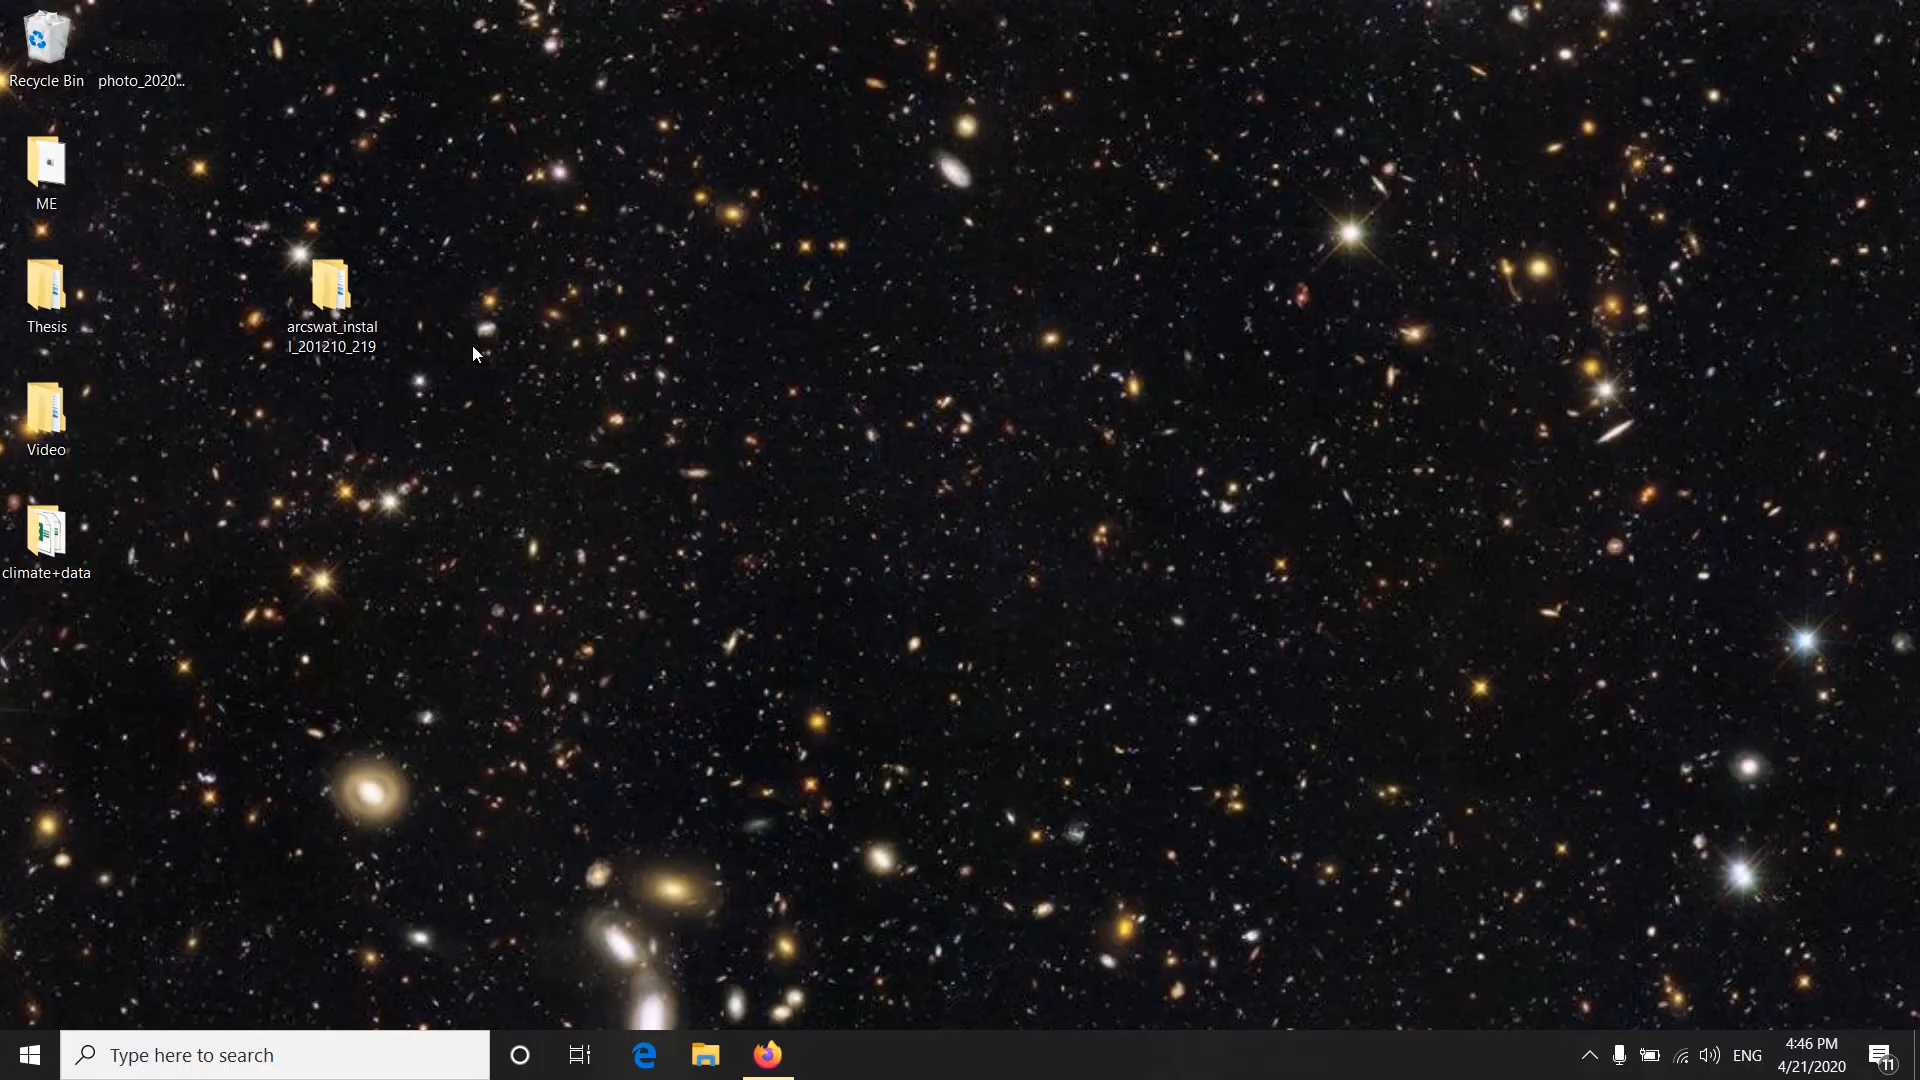 Recycle Bin
photo_2020...
ME
Thesis
arcswat_instal
l_201210_219
Video
climate+data
Type here to search
ENG
4:46 PM
4/21/2020
11